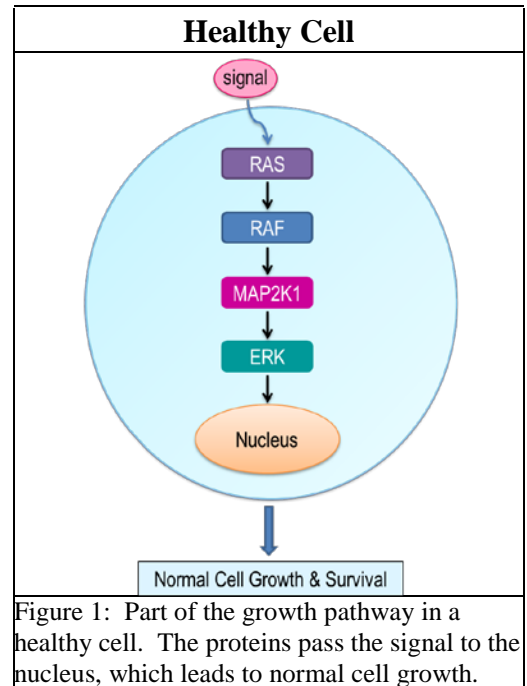 Healthy Cell
signal
RAS
RAF
MAP2K1
ERK
Nucleus
Normal Cell Growth & Survival
Figure 1: Part of the growth pathway in a
healthy cell. The proteins pass the signal to the
nucleus, which leads to normal cell growth.